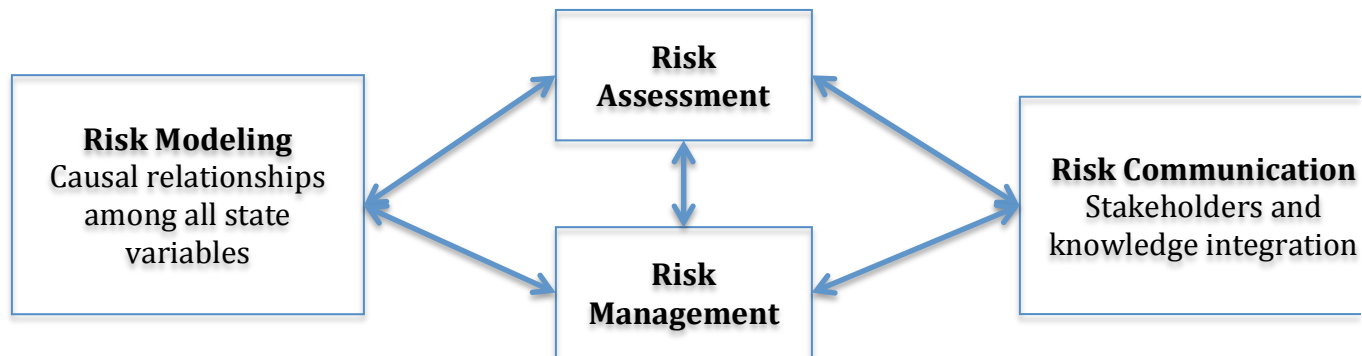 Risk Modeling
Causal relationships
among all state
variables
Risk
Assessment
Risk
Management
Risk Communication
Stakeholders and
knowledge integration